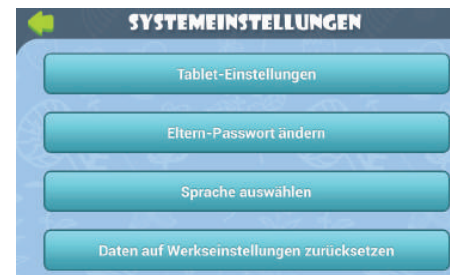 SYSTEMEINSTELLUNGEN
Tablet-Einstellungen
Eltern-Passwort ändern
Sprache auswählen
Daten auf Werkseinstellungen zurücksetzen